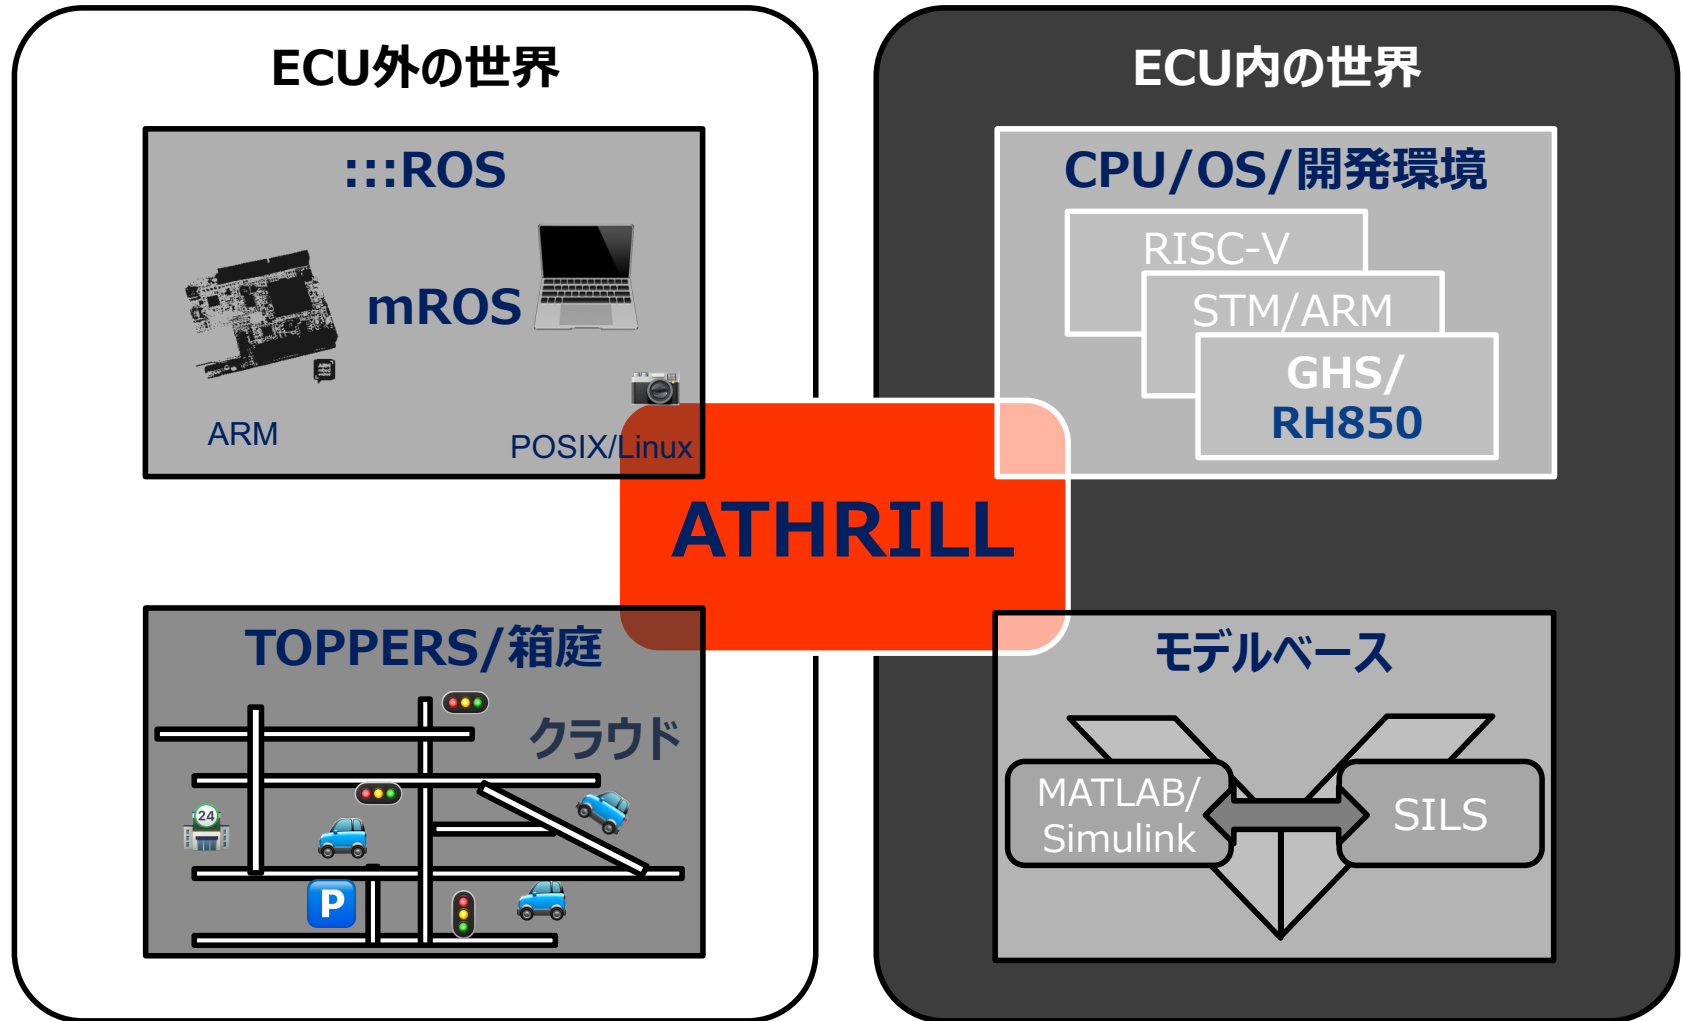 ECU外の世界
:::ROS
mROS
ARM
POSIX/Linux
ECU内の世界
CPU/OS/開発環境
RISC-V
STM/ARM
GHS/
RH850
ATHRILL
TOPPERS/箱庭
クラウド
24
P
モデルベース
MATLAB/
Simulink
SILS